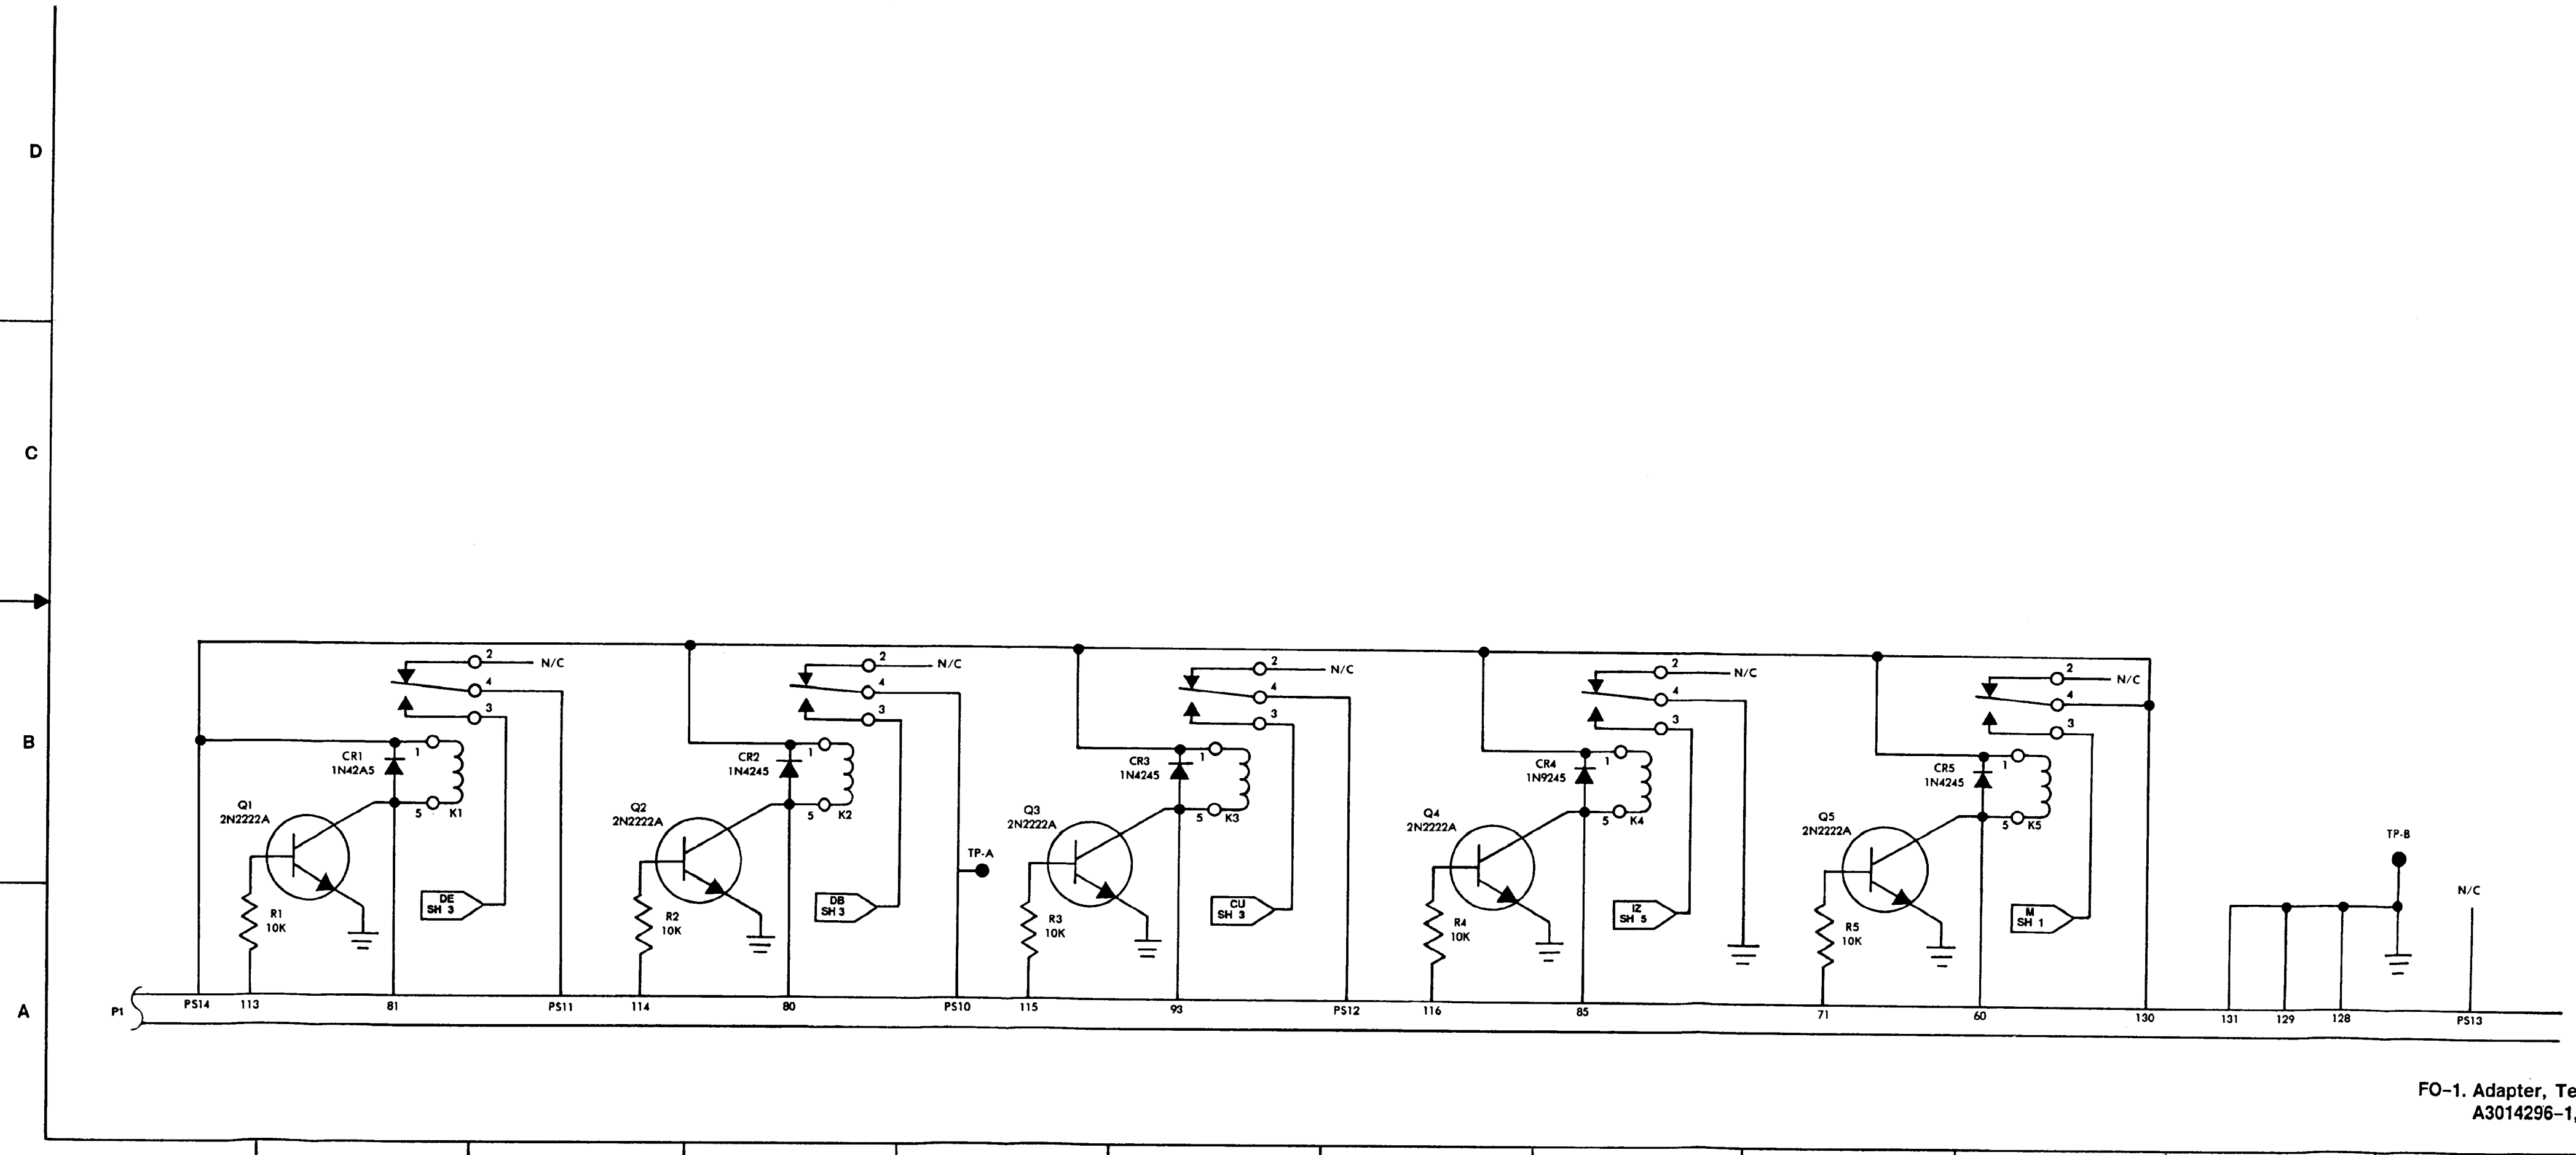 D
C
B
A
2
N/C
4
3
1
CR1
1N42A5
5
K1
Q1
2N2222A
R1
10K
DE
SH 3
2
N/C
4
3
1
CR2
1N4245
5
K2
Q2
2N2222A
R2
10K
DB
SH 3
TP-A
2
N/C
4
3
1
CR3
1N4245
5
K3
Q3
2N2222A
R3
10K
CU
SH 3
2
N/C
4
3
1
CR4
1N9245
5
K4
Q4
2N2222A
R4
10K
IZ
SH 5
2
N/C
4
3
1
CR5
1N4245
5
K5
Q5
2N2222A
R5
10K
M
SH 1
TP-B
N/C
P1
PS14 113 81 PS11 114 80 PS10 115 93 PS12 116 85 71 60 130 131 129 128 PS13
FO-1. Adapter, Te
A3014296-1,